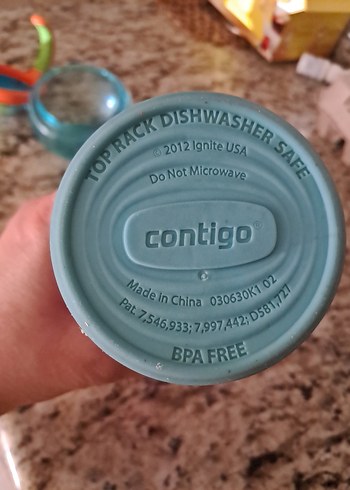 TOP RACK DISHWASHER SAFE
© 2012 Ignite USA
Do Not Microwave
contigo®
Made in China 030630K1 02
Pat. 7,546,933; 7,997,442; D581,727
BPA FREE